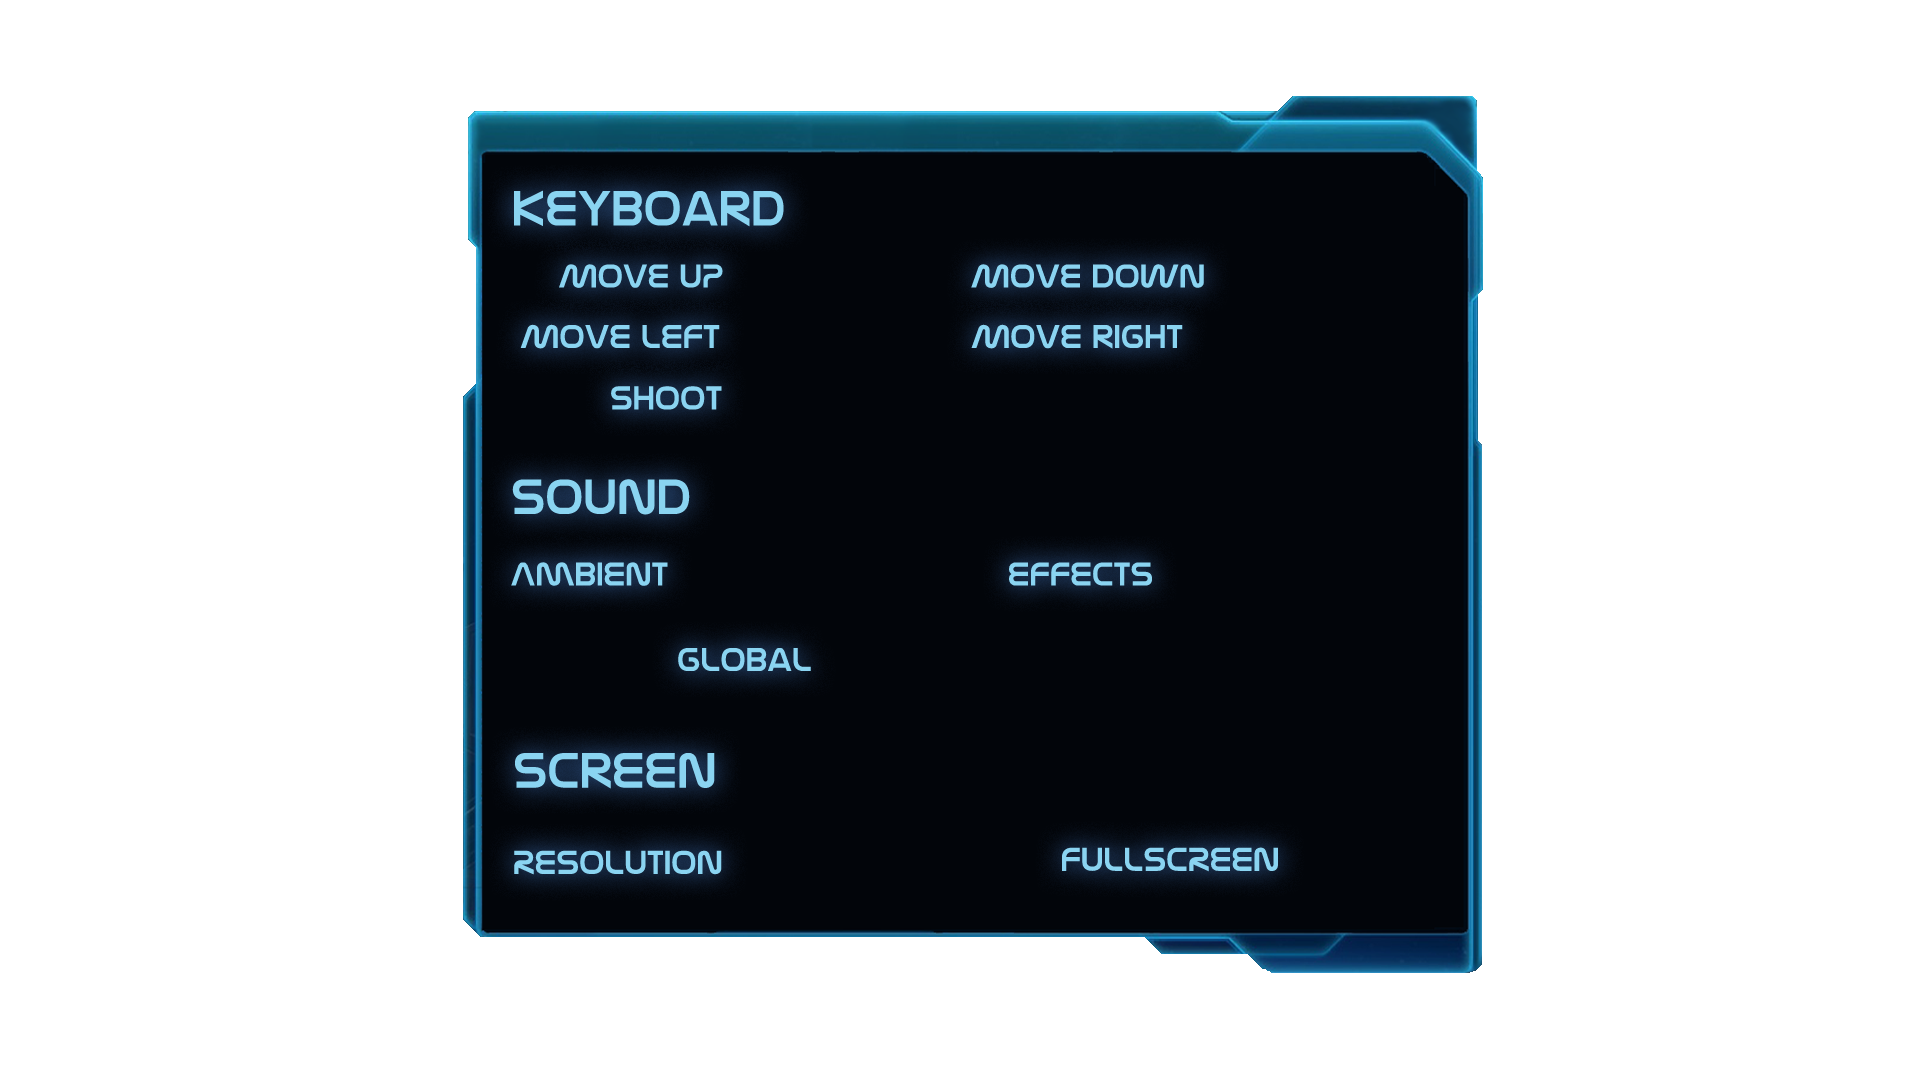 KEYBOARD
MOVE UP MOVE DOWN
MOVE LEFT MOVE RIGHT
SHOOT
SOUND
AMBIENT EFFECTS
GLOBAL
SCREEN
RESOLUTION FULLSCREEN